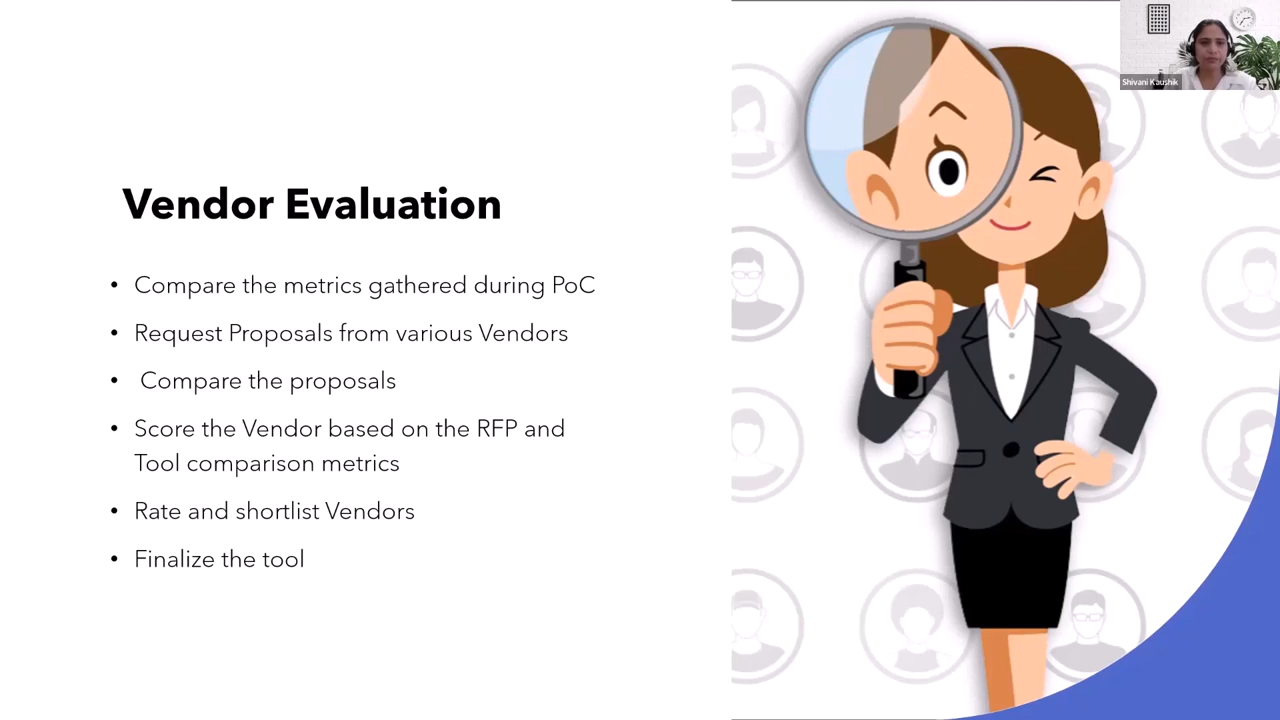 Vendor Evaluation
• Compare the metrics gathered during PoC
• Request Proposals from various Vendors
• Compare the proposals
• Score the Vendor based on the RFP and
Tool comparison metrics
• Rate and shortlist Vendors
• Finalize the tool
Shivani Kaushik